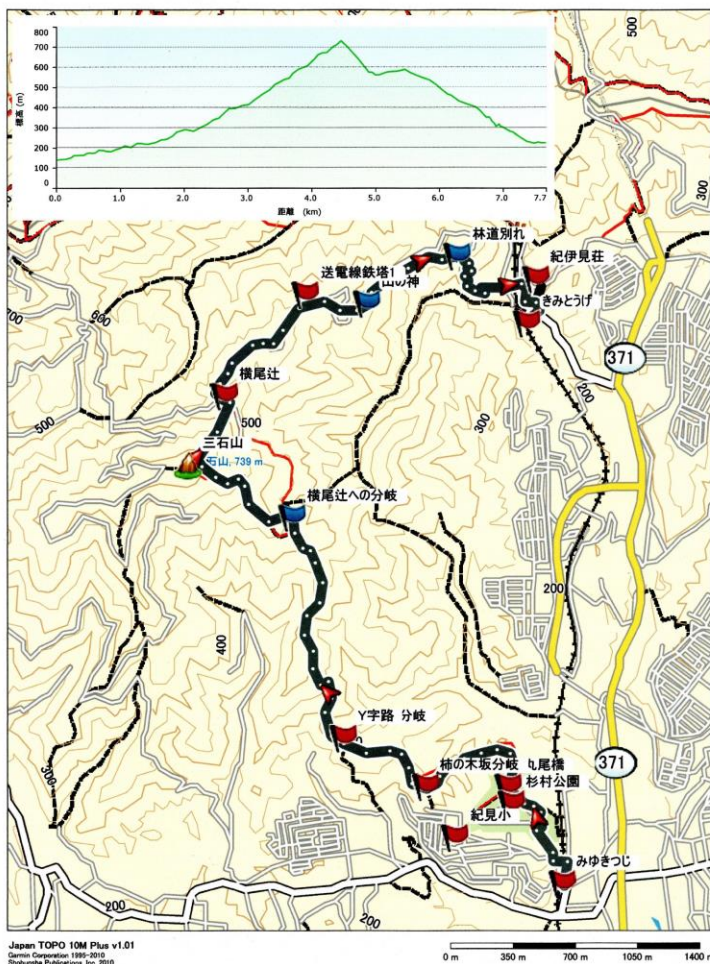 800
700
600
500
400
300
200
100
0
標高 (m)
0.0 1.0 2.0 3.0 4.0 5.0 6.0 7.0 7.7
距離 (km)
500
300
林道別れ
紀伊見荘
送電線鉄塔1
山の神
きみとうげ
600
371
横尾辻
200
500
500
300
三石山
石山, 739 m
横尾辻への分岐
200
400
Y字路 分岐
300
柿の木坂分岐
丸尾橋
杉村公園
371
紀見小
みゆきつじ
200
200
200
Japan TOPO 10M Plus v1.01
Garmin Corporation 1995-2010
Shobunsha Publications, Inc. 2010
0 m 350 m 700 m 1050 m 1400 m